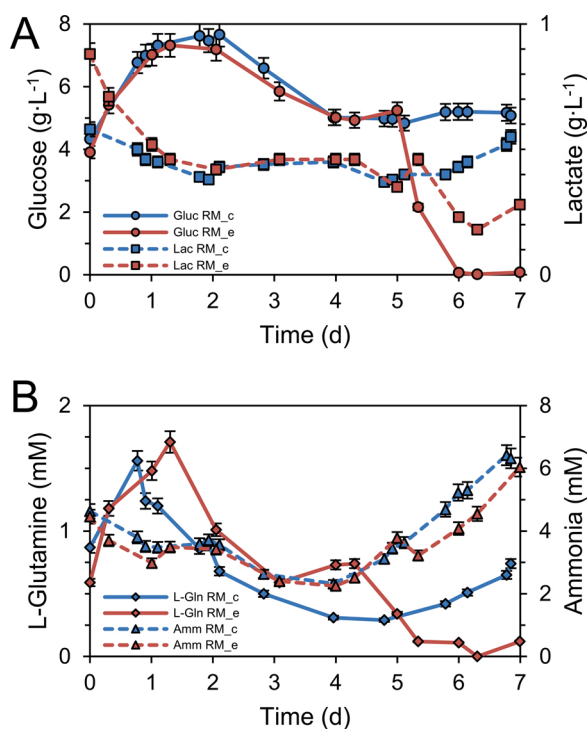 A
Glucose (g·L⁻¹)
8
6
4
2
0
Gluc RM_c
Gluc RM_e
Lac RM_c
Lac RM_e
1
0
Lactate (g·L⁻¹)
0 1 2 3 4 5 6 7
Time (d)
B
L-Glutamine (mM)
2
1
0
L-Gln RM_c
L-Gln RM_e
Amm RM_c
Amm RM_e
8
6
4
2
0
Ammonia (mM)
0 1 2 3 4 5 6 7
Time (d)